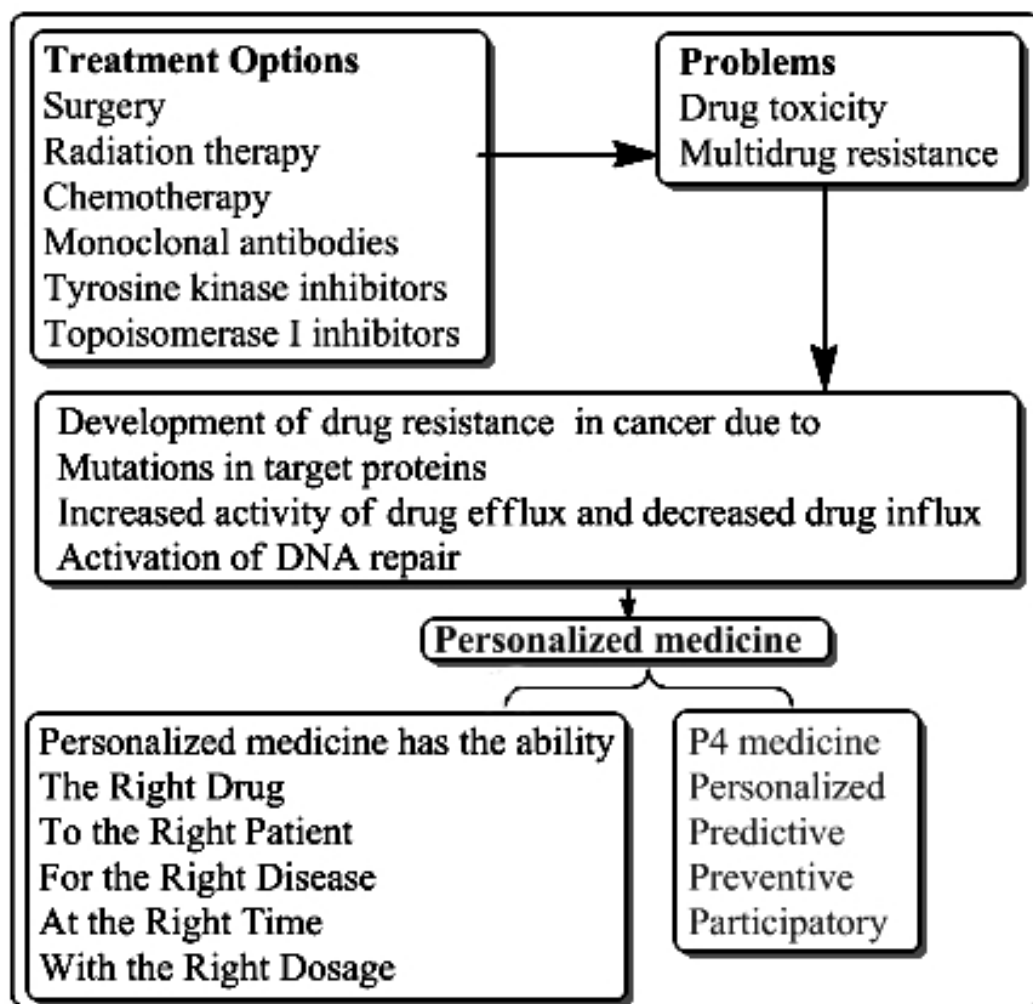 Treatment Options
Surgery
Radiation therapy
Chemotherapy
Monoclonal antibodies
Tyrosine kinase inhibitors
Topoisomerase I inhibitors
Problems
Drug toxicity
Multidrug resistance
Development of drug resistance in cancer due to
Mutations in target proteins
Increased activity of drug efflux and decreased drug influx
Activation of DNA repair
Personalized medicine
Personalized medicine has the ability
The Right Drug
To the Right Patient
For the Right Disease
At the Right Time
With the Right Dosage
P4 medicine
Personalized
Predictive
Preventive
Participatory